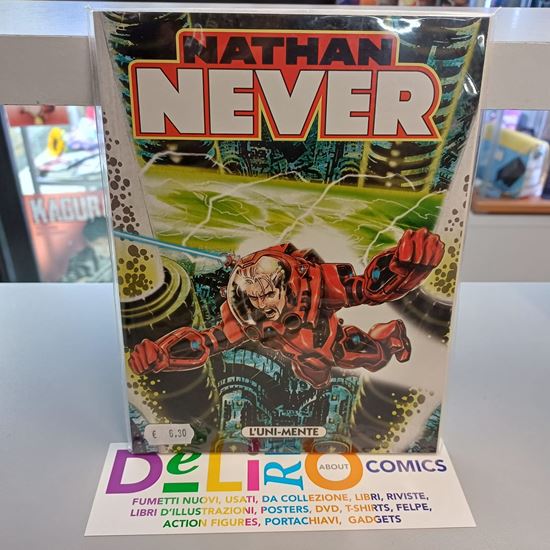 NATHAN
NEVER
KAGUR
L'UNI-MENTE
€ 6.30
DeLiRO ABOUT COMICS
FUMETTI NUOVI, USATI, DA COLLEZIONE, LIBRI, RIVISTE,
LIBRI D'ILLUSTRAZIONI, POSTERS, DVD, T-SHIRTS, FELPE,
ACTION FIGURES, PORTACHIAVI, GADGETS